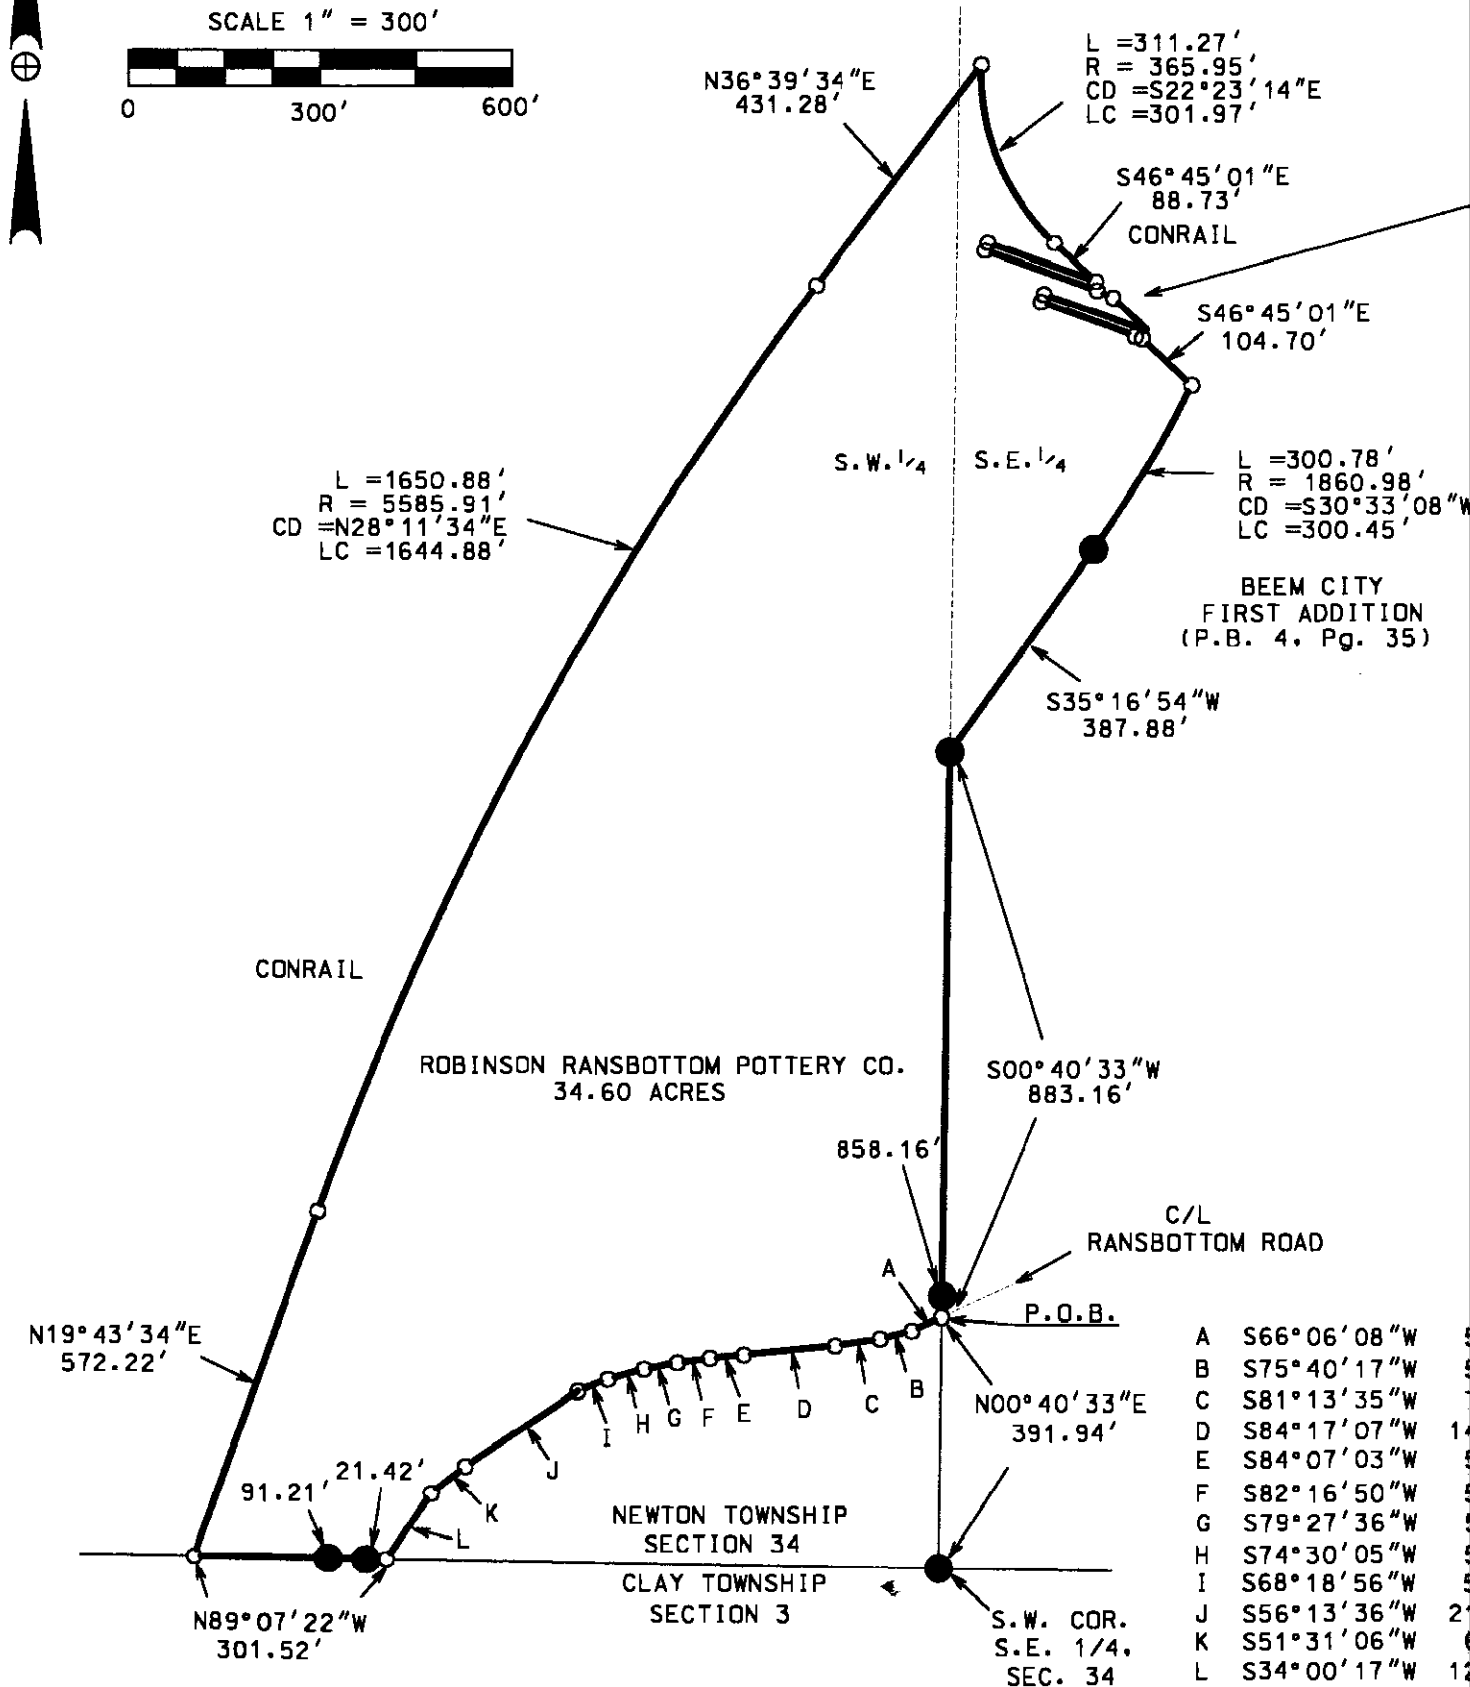 SCALE 1" = 300'
0 300' 600'
N36°39'34"E
431.28'
L =311.27'
R = 365.95'
CD =S22°23'14"E
LC =301.97'
S46°45'01"E
88.73'
CONRAIL
S46°45'01"E
104.70'
S.W.1/4 S.E.1/4
L =1650.88'
R = 5585.91'
CD =N28°11'34"E
LC =1644.88'
L =300.78'
R = 1860.98'
CD =S30°33'08"W
LC =300.45'
BEEM CITY
FIRST ADDITION
(P.B. 4, Pg. 35)
S35°16'54"W
387.88'
CONRAIL
ROBINSON RANSBOTTOM POTTERY CO.
34.60 ACRES
S00°40'33"W
883.16'
858.16'
C/L
RANSBOTTOM ROAD
A
P.O.B.
N19°43'34"E
572.22'
N00°40'33"E
391.94'
B
C
D
E
F
G
H
I
J
K
L
91.21'
21.42'
NEWTON TOWNSHIP
SECTION 34
CLAY TOWNSHIP
SECTION 3
N89°07'22"W
301.52'
S.W. COR.
S.E. 1/4,
SEC. 34
A S66°06'08"W
B S75°40'17"W
C S81°13'35"W
D S84°17'07"W
E S84°07'03"W
F S82°16'50"W
G S79°27'36"W
H S74°30'05"W
I S68°18'56"W
J S56°13'36"W
K S51°31'06"W
L S34°00'17"W